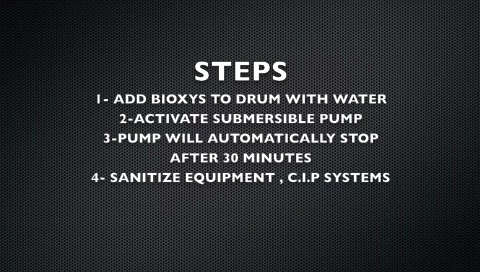 STEPS
1- ADD BIOXYS TO DRUM WITH WATER
2-ACTIVATE SUBMERSIBLE PUMP
3-PUMP WILL AUTOMATICALLY STOP
AFTER 30 MINUTES
4- SANITIZE EQUIPMENT , C.I.P SYSTEMS